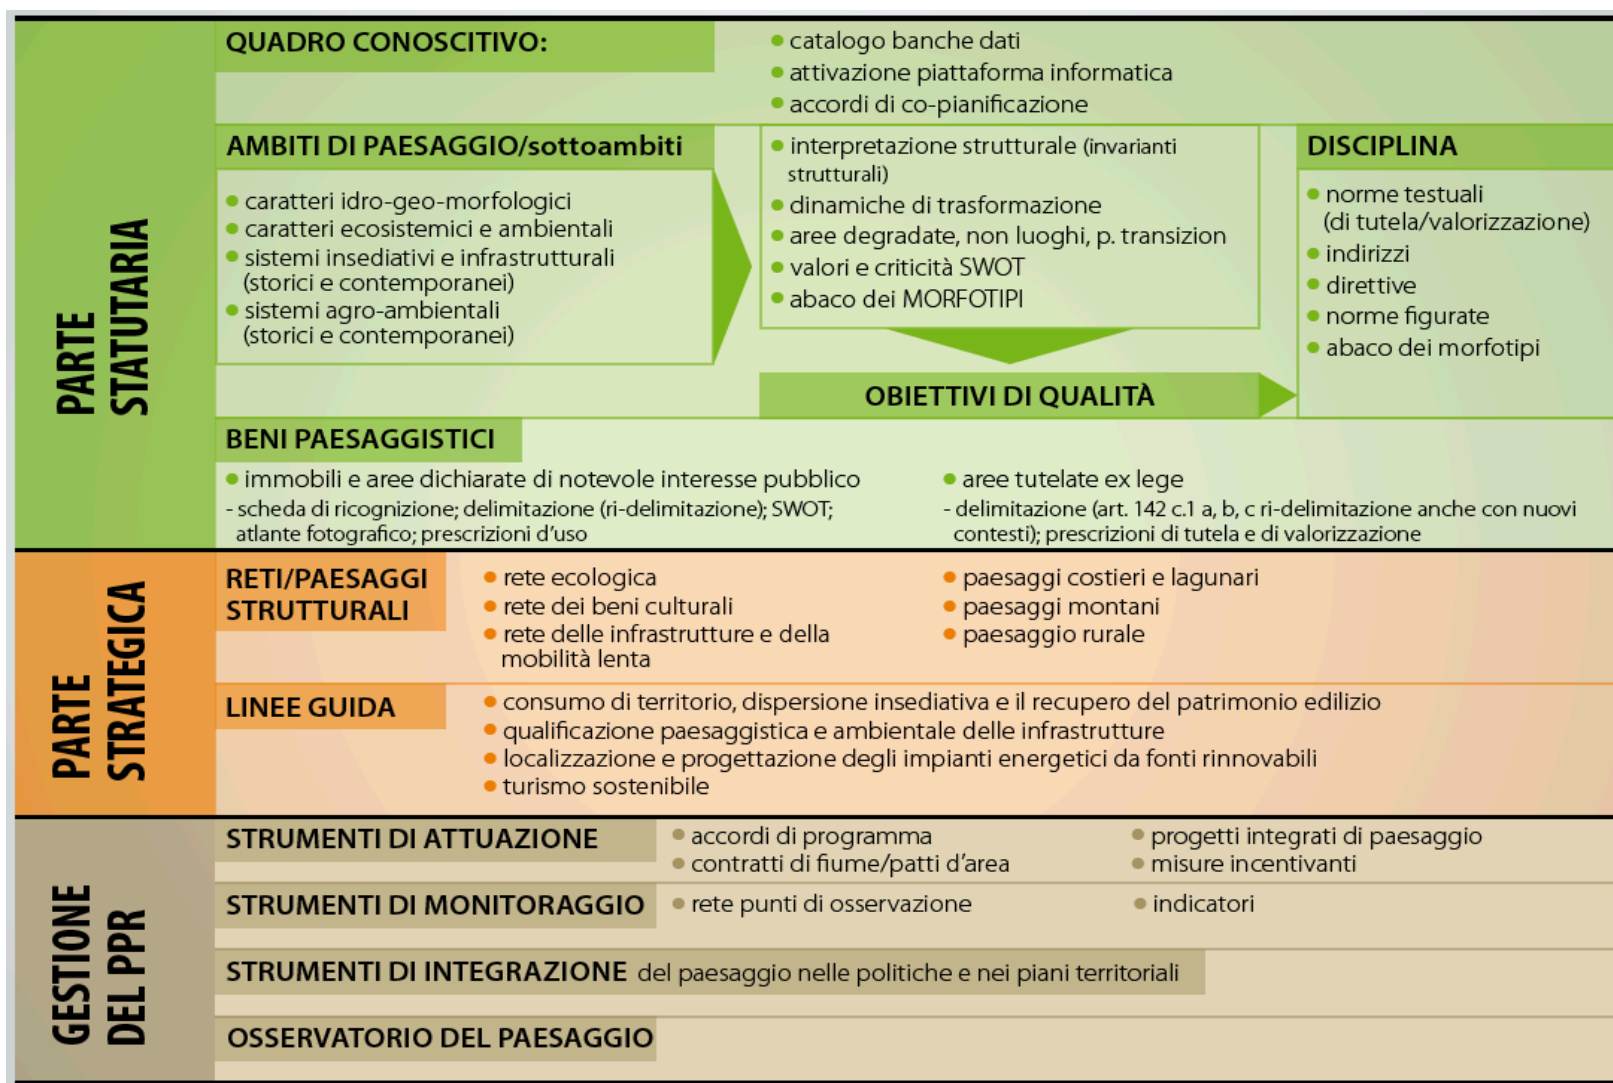 PARTE
STATUTARIA
QUADRO CONOSCITIVO:
• catalogo banche dati
• attivazione piattaforma informatica
• accordi di co-pianificazione
AMBITI DI PAESAGGIO/sottoambiti
• caratteri idro-geo-morfologici
• caratteri ecosistemici e ambientali
• sistemi insediativi e infrastrutturali
(storici e contemporanei)
• sistemi agro-ambientali
(storici e contemporanei)
• interpretazione strutturale (invarianti
strutturali)
• dinamiche di trasformazione
• aree degradate, non luoghi, p. transizion
• valori e criticità SWOT
• abaco dei MORFOTIPI
OBIETTIVI DI QUALITÀ
DISCIPLINA
• norme testuali
(di tutela/valorizzazione)
• indirizzi
• direttive
• norme figurate
• abaco dei morfotipi
BENI PAESAGGISTICI
• immobili e aree dichiarate di notevole interesse pubblico
- scheda di ricognizione; delimitazione (ri-delimitazione); SWOT;
atlante fotografico; prescrizioni d'uso
• aree tutelate ex lege
- delimitazione (art. 142 c.1 a, b, c ri-delimitazione anche con nuovi
contesti); prescrizioni di tutela e di valorizzazione
PARTE
STRATEGICA
RETI/PAESAGGI
STRUTTURALI
• rete ecologica
• rete dei beni culturali
• rete delle infrastrutture e della
mobilità lenta
• paesaggi costieri e lagunari
• paesaggi montani
• paesaggio rurale
LINEE GUIDA
• consumo di territorio, dispersione insediativa e il recupero del patrimonio edilizio
• qualificazione paesaggistica e ambientale delle infrastrutture
• localizzazione e progettazione degli impianti energetici da fonti rinnovabili
• turismo sostenibile
GESTIONE
DEL PPR
STRUMENTI DI ATTUAZIONE
• accordi di programma
• contratti di fiume/patti d'area
• progetti integrati di paesaggio
• misure incentivanti
STRUMENTI DI MONITORAGGIO
• rete punti di osservazione
• indicatori
STRUMENTI DI INTEGRAZIONE del paesaggio nelle politiche e nei piani territoriali
OSSERVATORIO DEL PAESAGGIO